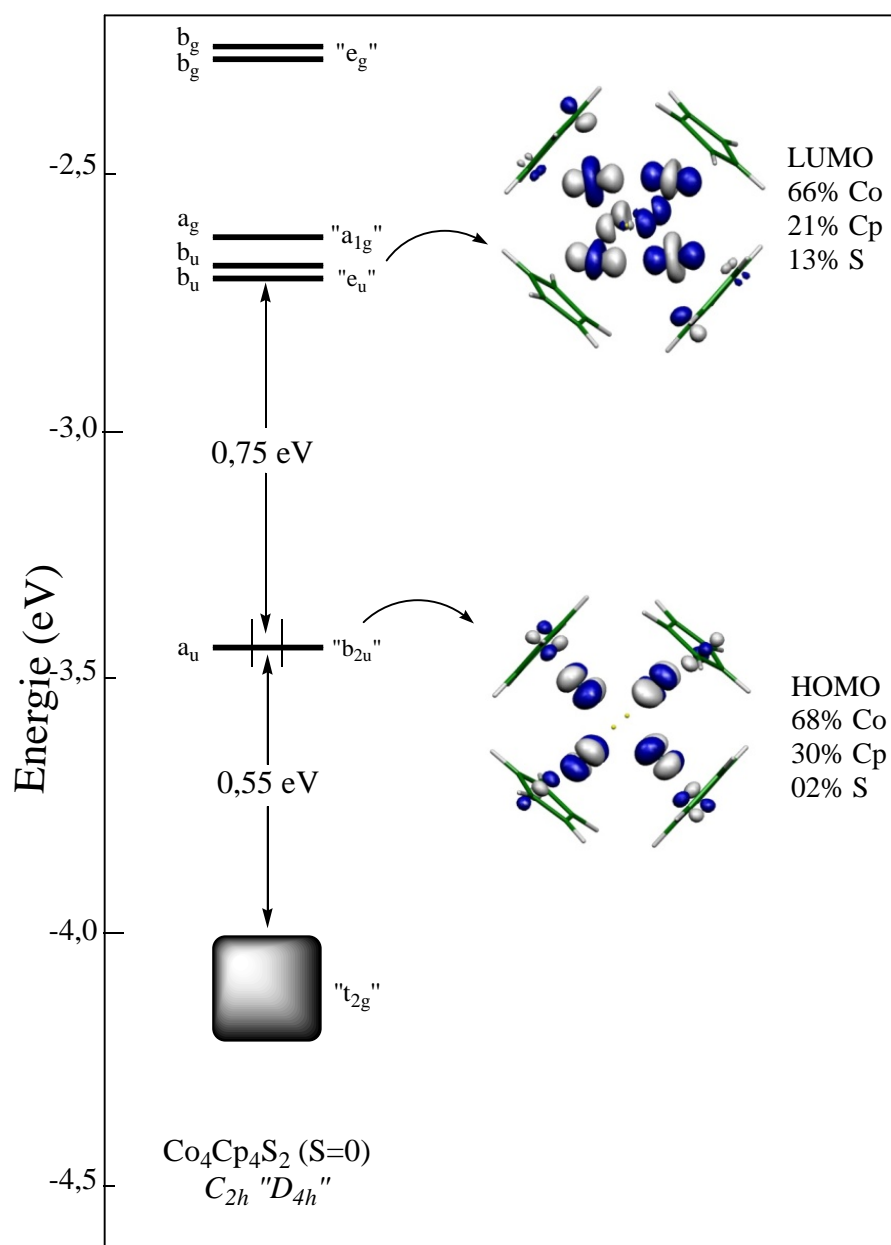 b_g
b_g
"e_g"
-2,5
LUMO
66% Co
21% Cp
13% S
a_g
"a_1g"
b_u
b_u
"e_u"
-3,0
0,75 eV
Energie (eV)
a_u
"b_2u"
-3,5
HOMO
68% Co
30% Cp
02% S
0,55 eV
-4,0
"t_2g"
Co₄Cp₄S₂ (S=0)
C_2h "D_4h"
-4,5